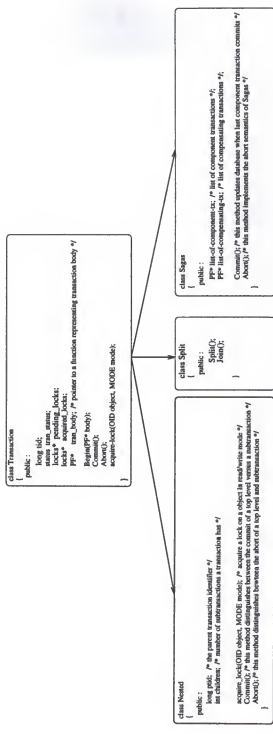 class Transaction
{
public :
long tid;
status tran_status;
locks* pending_locks;
locks* acquired_locks;
PF* tran_body; /* pointer to a function representing transaction body */
Begin(PF* body);
Commit();
Abort();
acquire-lock(OID object, MODE mode);
}
class Nested
{
public :
long ptid; /* the parent transaction identifier */
int children; /* number of subtransactions a transaction has */
acquire_lock(OID object, MODE mode); /* acquire a lock on a object in read/write mode */
Commit(); /* this method distinguishes between the commit of a top level versus a subtransaction */
Abort(); /* this method distinguishes bewteen the abort of a top level and subtransaction */
}
class Split
{
public :
Split();
Join();
}
class Sagas
{
public :
PF* list-of-component-tx; /* list of component transactions */
PF* list-of-compensating-tx; /* list of compensating transactions */
Commit(); /* this method updates database when last component transaction commits */
Abort(); /* this method implements the abort semantics of Sagas */
}